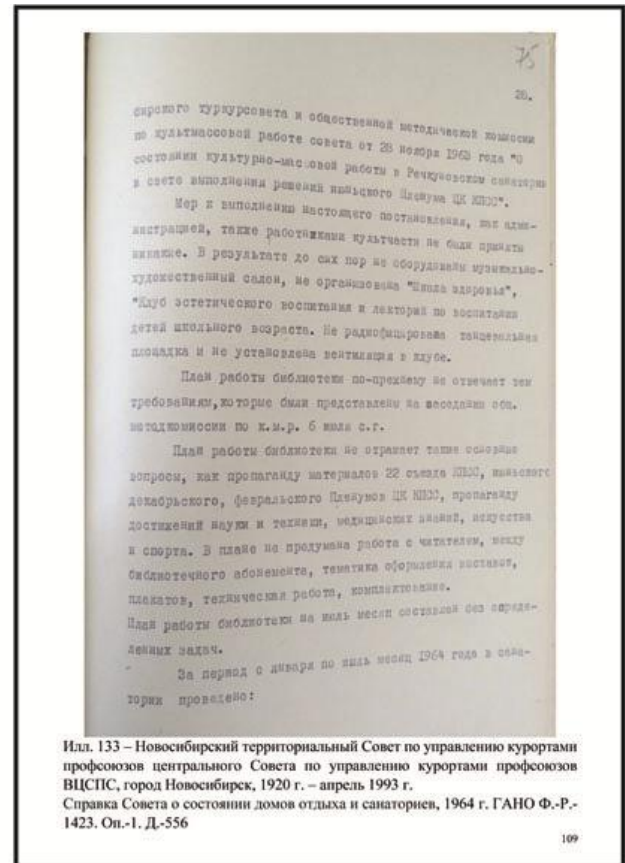 75
26.
бирского туркурсовета и общественной методической комиссии
по культмассовой работе совета от 28 ноября 1963 года "О
состоянии культурно-массовой работы в Речкуновском санатории
в свете выполнения решений июньского Пленума ЦК КПСС".
Мер к выполнению настоящего постановления, как адми-
нистрацией, также работниками культчасти не были приняты
никакие. В результате до сих пор не оборудованы музыкально-
художественный салон, не организована "Школа здоровья",
"Клуб эстетического воспитания и лекторий по воспитанию
детей школьного возраста. Не радиофицирована танцевальная
площадка и не установлена вентиляция в клубе.
План работы библиотеки по-прежнему не отвечает тем
требованиям,которые были представлены на заседании общ.
методкомиссии по к.м.р. 6 июля с.г.
План работы библиотеки не отражает такие основные
вопросы, как пропаганду материалов 22 съезда КПСС, июньского
декабрьского, февральского Пленумов ЦК КПСС, пропаганду
достижений науки и техники, медицинских знаний, искусства
и спорта. В плане не продумана работа с читателем, между
библиотечного абонемента, тематика оформления выставок,
плакатов, техническая работа, комплектование.
План работы библиотеки на июль месяц составлен без опреде-
ленных задач.
За период с января по июль месяц 1964 года в сана-
тории проведено:
Илл. 133 – Новосибирский территориальный Совет по управлению курортами
профсоюзов центрального Совета по управлению курортами профсоюзов
ВЦСПС, город Новосибирск, 1920 г. – апрель 1993 г.
Справка Совета о состоянии домов отдыха и санаториев, 1964 г. ГАНО Ф.-Р.-
1423. Оп.-1. Д.-556
109